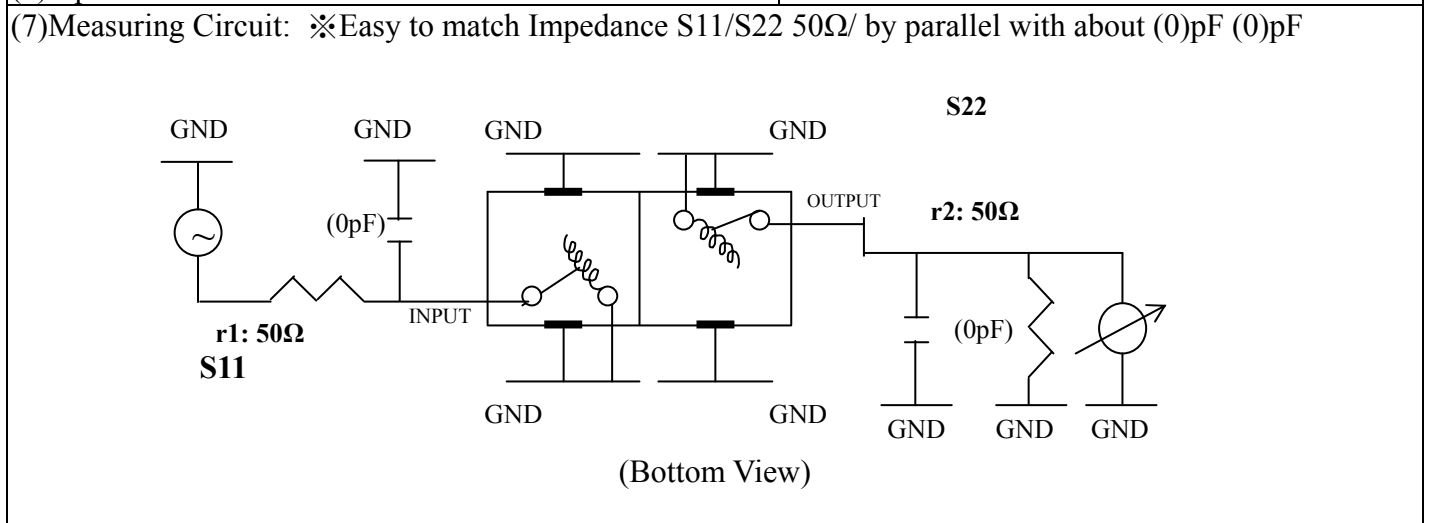 (7)Measuring Circuit: ※Easy to match Impedance S11/S22 50Ω/ by parallel with about (0)pF (0)pF
S22
GND GND GND GND
OUTPUT
r2: 50Ω
(0pF)
~
INPUT
(0pF)
r1: 50Ω
S11
GND GND
GND GND GND
(Bottom View)